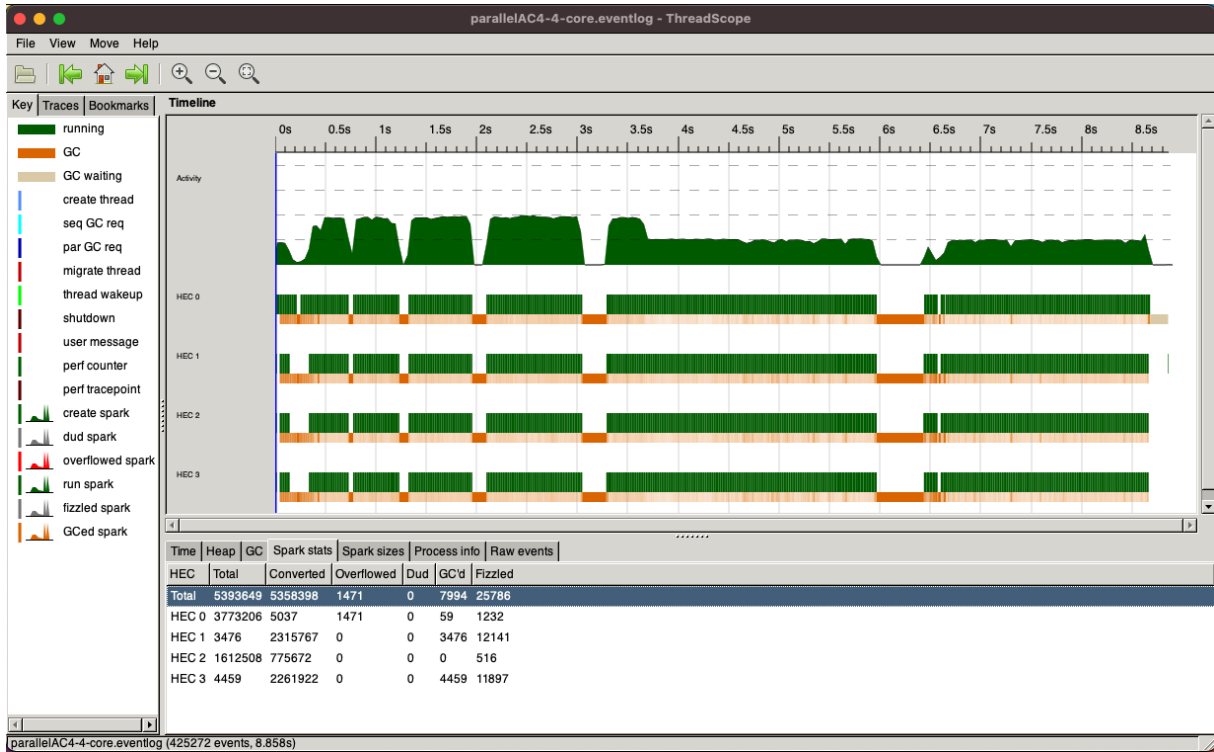 parallelAC4-4-core.eventlog - ThreadScope
File View Move Help
Key Traces Bookmarks
running
GC
GC waiting
create thread
seq GC req
par GC req
migrate thread
thread wakeup
shutdown
user message
perf counter
perf tracepoint
create spark
dud spark
overflowed spark
run spark
fizzled spark
GCed spark
Timeline
0s 0.5s 1s 1.5s 2s 2.5s 3s 3.5s 4s 4.5s 5s 5.5s 6s 6.5s 7s 7.5s 8s 8.5s
Activity
HEC 0
HEC 1
HEC 2
HEC 3
Time Heap GC Spark stats Spark sizes Process info Raw events
HEC Total Converted Overflowed Dud GC'd Fizzled
Total 5393649 5358398 1471 0 7994 25786
HEC 0 3773206 5037 1471 0 59 1232
HEC 1 3476 2315767 0 0 3476 12141
HEC 2 1612508 775672 0 0 0 516
HEC 3 4459 2261922 0 0 4459 11897
parallelAC4-4-core.eventlog (425272 events, 8.858s)